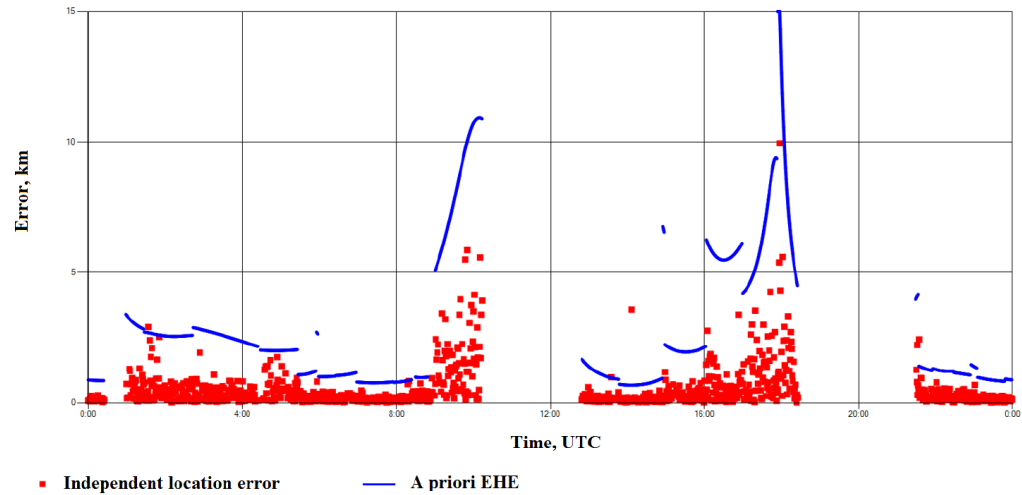 15
10
Error, km
5
0
0:00 4:00 8:00 12:00 16:00 20:00 0:00
Time, UTC
Independent location error A priori EHE